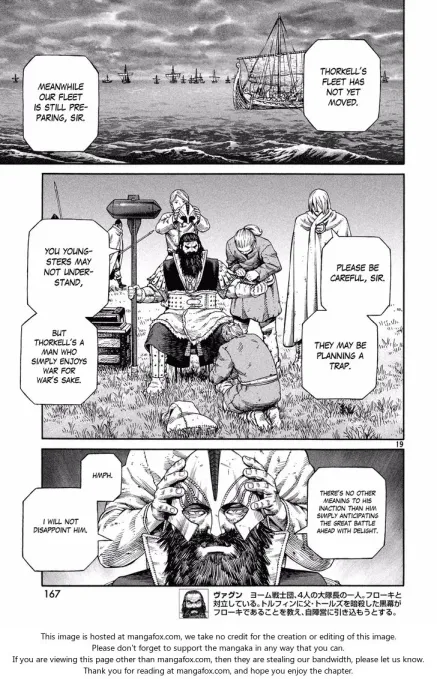 THORKELL'S
FLEET HAS
NOT YET
MOVED.
MEANWHILE
OUR FLEET
IS STILL PRE-
PARING, SIR.
PLEASE BE
CAREFUL, SIR.
THEY MAY BE
PLANNING A
TRAP.
YOU YOUNG-
STERS MAY
NOT UNDER-
STAND,
BUT
THORKELL'S A
MAN WHO
SIMPLY ENJOYS
WAR FOR
WAR'S SAKE.
19
THERE'S NO OTHER
MEANING TO HIS
INACTION THAN HIM
SIMPLY ANTICIPATING
THE GREAT BATTLE
AHEAD WITH DELIGHT.
HMPH.
I WILL NOT
DISAPPOINT HIM.
167
ヴァグン ヨーム戦士団、4人の大隊長の一人。フローキと
対立している。トルフィンに父・トールズを暗殺した黒幕が
フローキであることを教え、自陣営に引き込もうとする。
This image is hosted at mangafox.com, we take no credit for the creation or editing of this image.
Please don't forget to support the mangaka in any way that you can.
If you are viewing this page other than mangafox.com, then they are stealing our bandwidth, please let us know.
Thank you for reading at mangafox.com, and hope you enjoy the chapter.